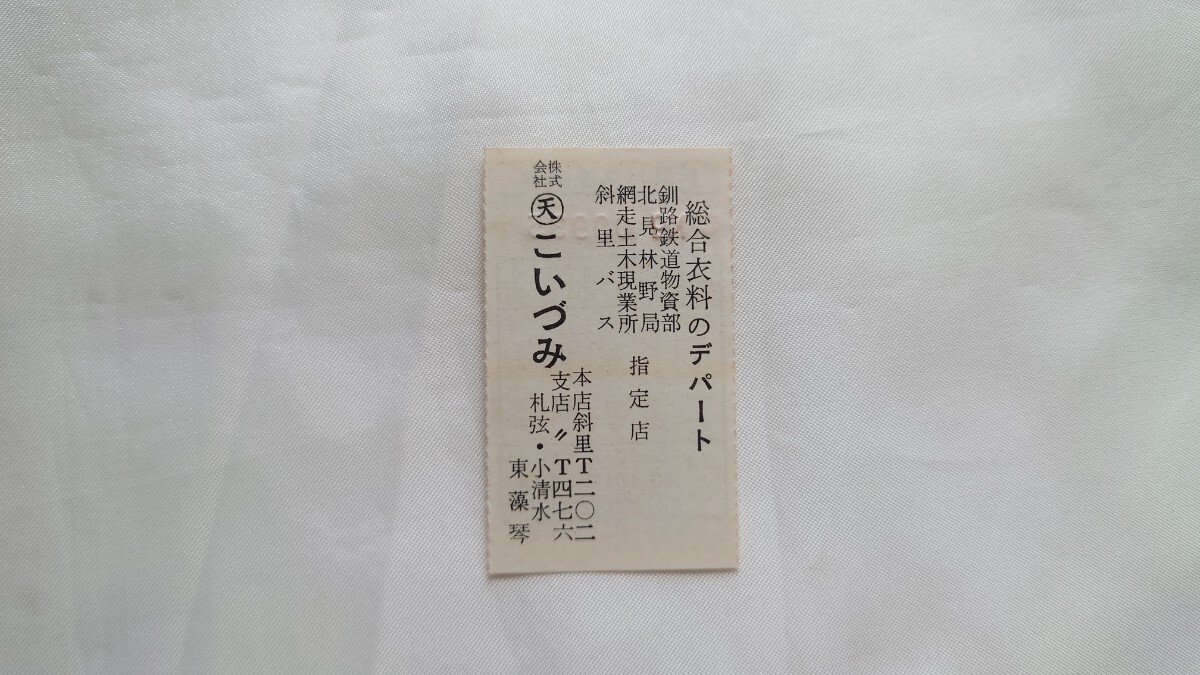 総合衣料のデパート
釧路鉄道物資部
北見林野局
網走土木現業所
斜里バス
指定店
株式会社
㊝こいづみ
本店斜里T二〇二
支店〃T四七六
札弦・小清水
東藻琴